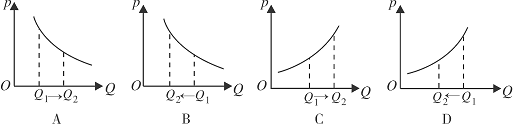 P P P P
O Q₁→Q₂ Q O Q₂←Q₁ Q O Q₁→Q₂ Q O Q₂←Q₁ Q
A B C D